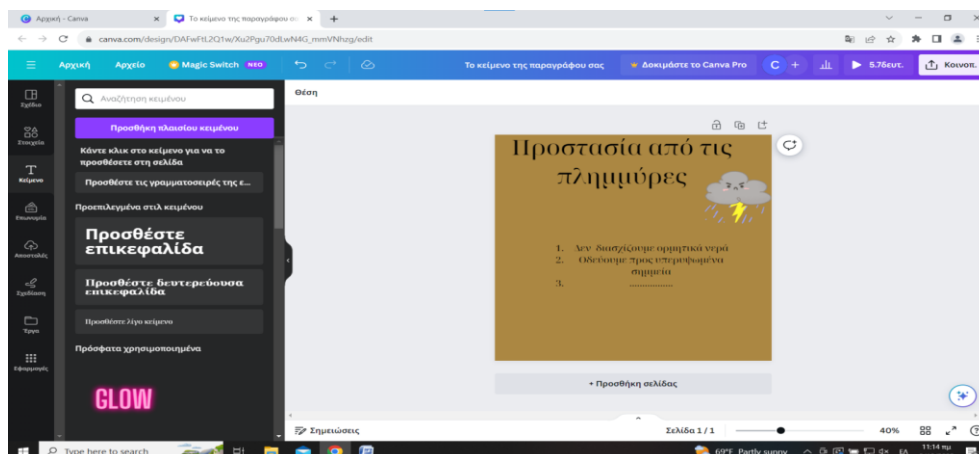 Αρχική - Canva
Το κείμενο της παραγράφου σα
canva.com/design/DAFwFtL2Q1w/Xu2Pgu70dLwN4G_mmVNhzg/edit
Αρχική Αρχείο Magic Switch NEO Το κείμενο της παραγράφου σας Δοκιμάστε το Canva Pro C + 5.7δευτ. Κοινοπ.
Σχέδιο
Στοιχεία
Κείμενο
Επωνυμία
Αποστολές
Σχεδίαση
Έργα
Εφαρμογές
Αναζήτηση κειμένου
Προσθήκη πλαισίου κειμένου
Κάντε κλικ στο κείμενο για να το
προσθέσετε στη σελίδα
Προσθέστε τις γραμματοσειρές της ε...
Προεπιλεγμένα στιλ κειμένου
Προσθέστε
επικεφαλίδα
Προσθέστε δευτερεύουσα
επικεφαλίδα
Προσθέστε λίγο κείμενο
Πρόσφατα χρησιμοποιημένα
GLOW
Θέση
Προστασία από τις
πλημμύρες
1. Δεν διασχίζουμε ορμητικά νερά
2. Οδεύουμε προς υπερυψωμένα
σημεία
3. ................
+ Προσθήκη σελίδας
Σημειώσεις Σελίδα 1 / 1 40%
Type here to search 69°F Partly sunny ΕΛ 11:14 πμ